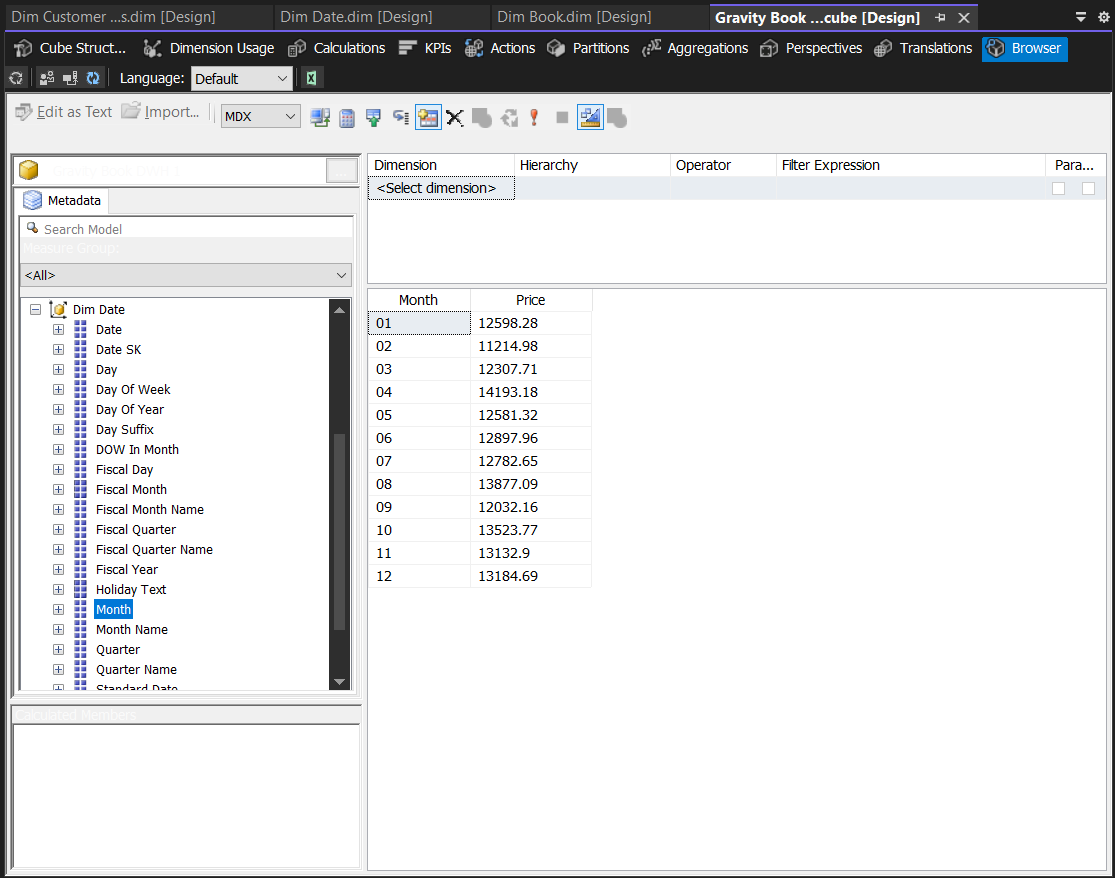 Dim Customer ...s.dim [Design] Dim Date.dim [Design] Dim Book.dim [Design] Gravity Book ...cube [Design]
Cube Struct... Dimension Usage Calculations KPIs Actions Partitions Aggregations Perspectives Translations Browser
Language: Default
Edit as Text Import... MDX
...
Metadata
Search Model
Measure Group:
<All>
Dim Date
Date
Date SK
Day
Day Of Week
Day Of Year
Day Suffix
DOW In Month
Fiscal Day
Fiscal Month
Fiscal Month Name
Fiscal Quarter
Fiscal Quarter Name
Fiscal Year
Holiday Text
Month
Month Name
Quarter
Quarter Name
Standard Date
Calculated Members
Dimension Hierarchy Operator Filter Expression Para...
<Select dimension>
Month Price
01 12598.28
02 11214.98
03 12307.71
04 14193.18
05 12581.32
06 12897.96
07 12782.65
08 13877.09
09 12032.16
10 13523.77
11 13132.9
12 13184.69